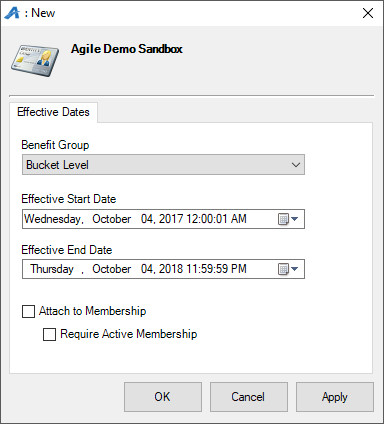 : New
Agile Demo Sandbox
Effective Dates
Benefit Group
Bucket Level
Effective Start Date
Wednesday, October 04, 2017 12:00:01 AM
Effective End Date
Thursday , October 04, 2018 11:59:59 PM
Attach to Membership
Require Active Membership
OK Cancel Apply